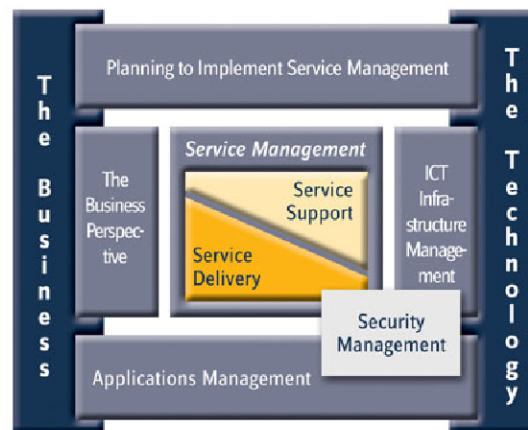 The Business
Planning to Implement Service Management
The
Business
Perspec-
tive
Service Management
Service
Support
Service
Delivery
ICT
Infra-
structure
Manage-
ment
Security
Management
Applications Management
The Technology